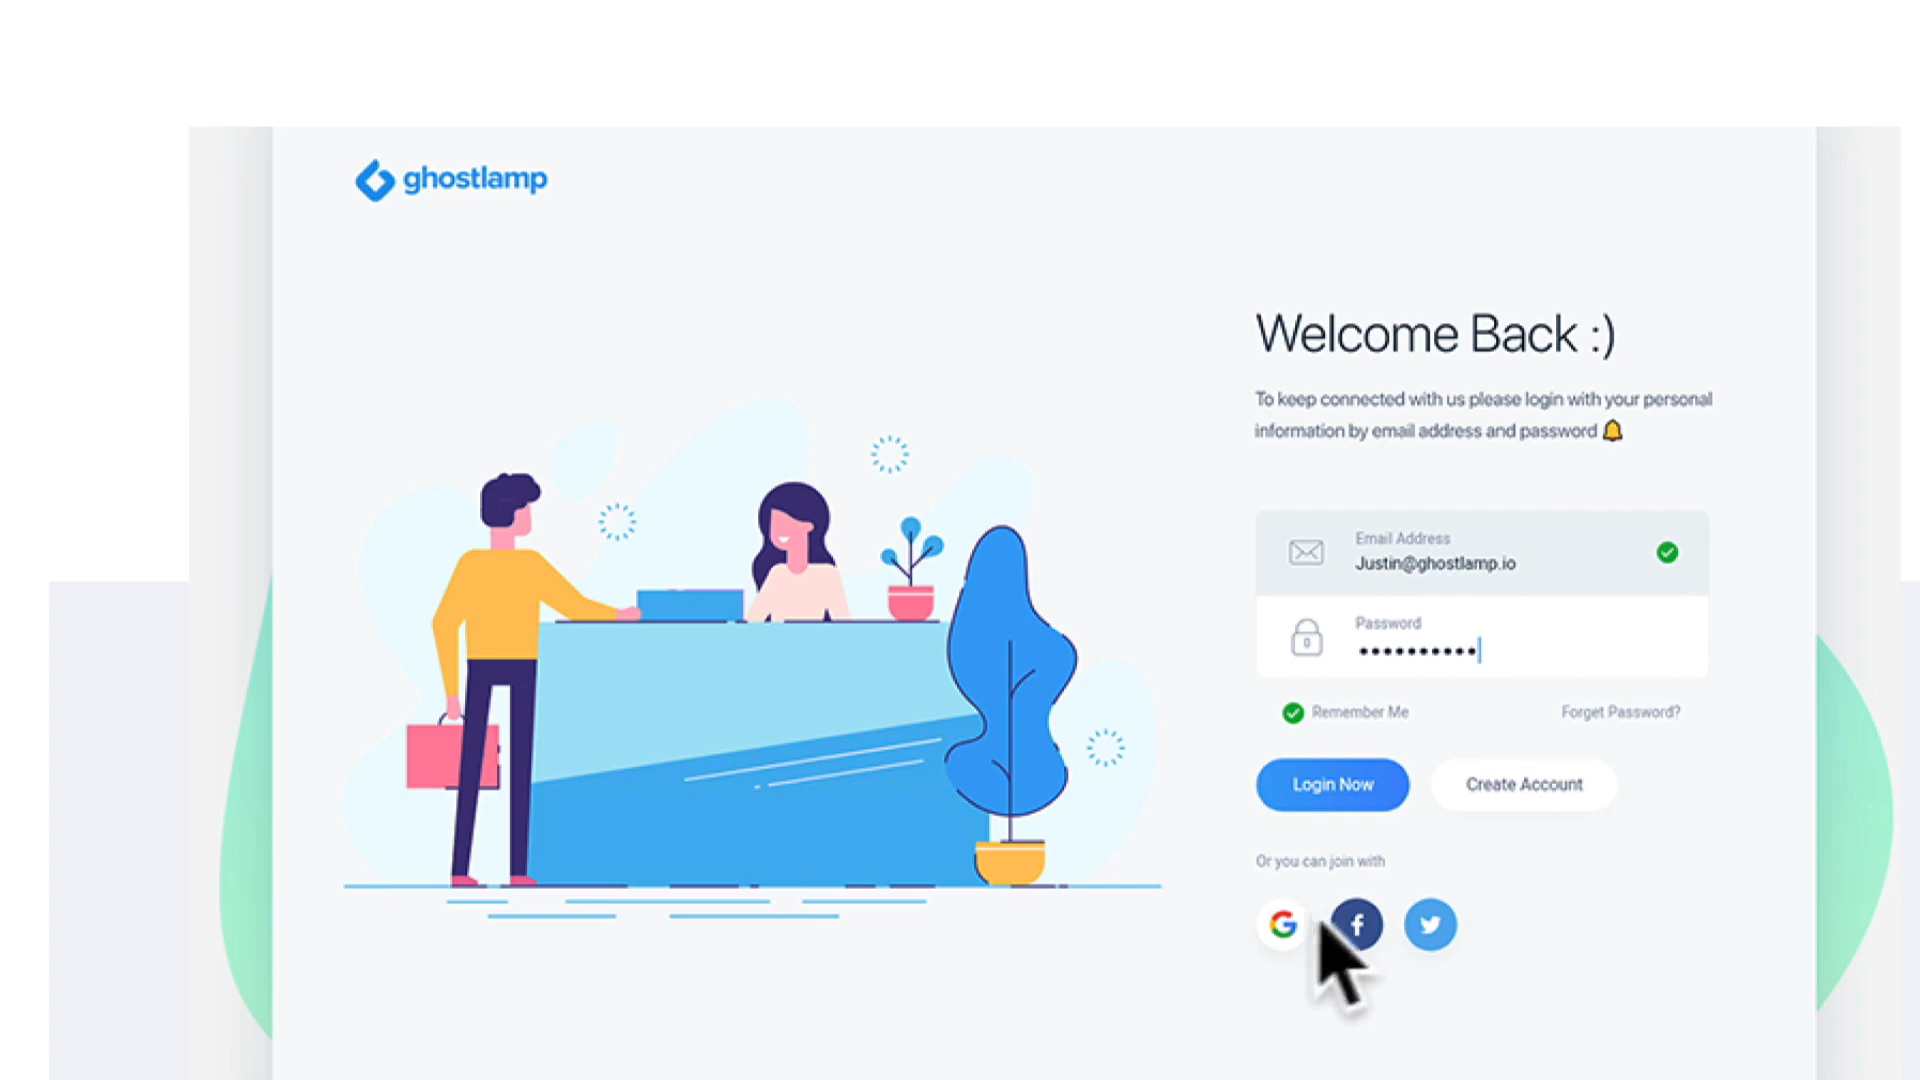 ghostlamp
Welcome Back :)
To keep connected with us please login with your personal
information by email address and password
Email Address
Justin@ghostlamp.io
Password
Remember Me
Forget Password?
Login Now
Create Account
Or you can join with